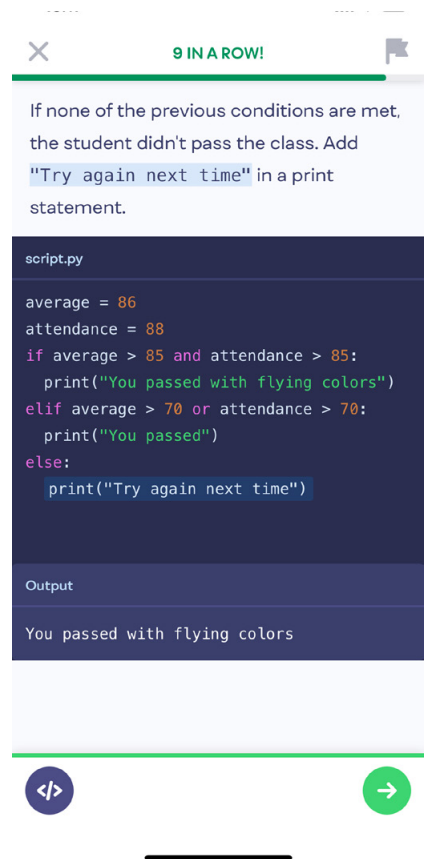 9 IN A ROW!
If none of the previous conditions are met,
the student didn't pass the class. Add
"Try again next time" in a print
statement.
script.py
average = 86
attendance = 88
if average > 85 and attendance > 85:
  print("You passed with flying colors")
elif average > 70 or attendance > 70:
  print("You passed")
else:
  print("Try again next time")
Output
You passed with flying colors
</>